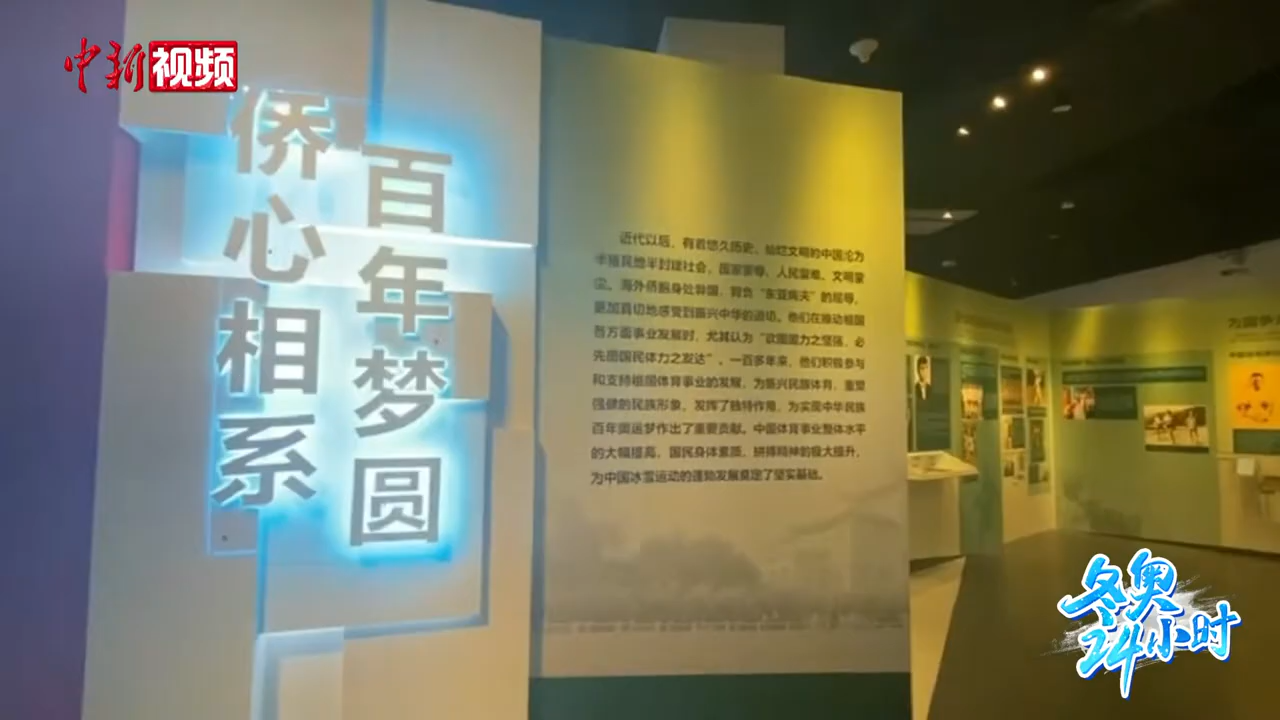 中新视频
百年梦圆
侨心相系
近代以后，有着悠久历史、灿烂文明的中国沦为
半殖民地半封建社会，国家蒙辱、人民蒙难、文明蒙
尘。海外侨胞身处异国，背负“东亚病夫”的屈辱，
更加真切地感受到振兴中华的迫切。他们在推动祖国
各方面事业发展时，尤其认为“欲图国力之坚强，必
先图国民体力之发达”。一百多年来，他们积极参与
和支持祖国体育事业的发展，为振兴民族体育，重塑
强健的民族形象，发挥了独特作用，为实现中华民族
百年奥运梦作出了重要贡献。中国体育事业整体水平
的大幅提高，国民身体素质、拼搏精神的极大提升，
为中国冰雪运动的蓬勃发展奠定了坚实基础。
为国争
冬奥
24小时